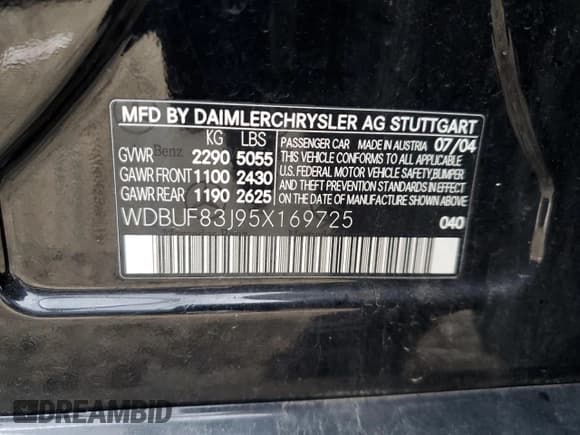 MFD BY DAIMLERCHRYSLER AG STUTTGART
KG LBS
GVWR Benz 2290 5055
GAWR FRONT 1100 2430
GAWR REAR 1190 2625
PASSENGER CAR MADE IN AUSTRIA 07/04
THIS VEHICLE CONFORMS TO ALL APPLICABLE
U.S. FEDERAL MOTOR VEHICLE SAFETY,BUMPER,
AND THEFT PREVENTION STANDARDS IN EFFECT
ON THE DATE OF MANUFACTURE SHOWN ABOVE.
WDBUF83J95X169725 040
DREAMBID